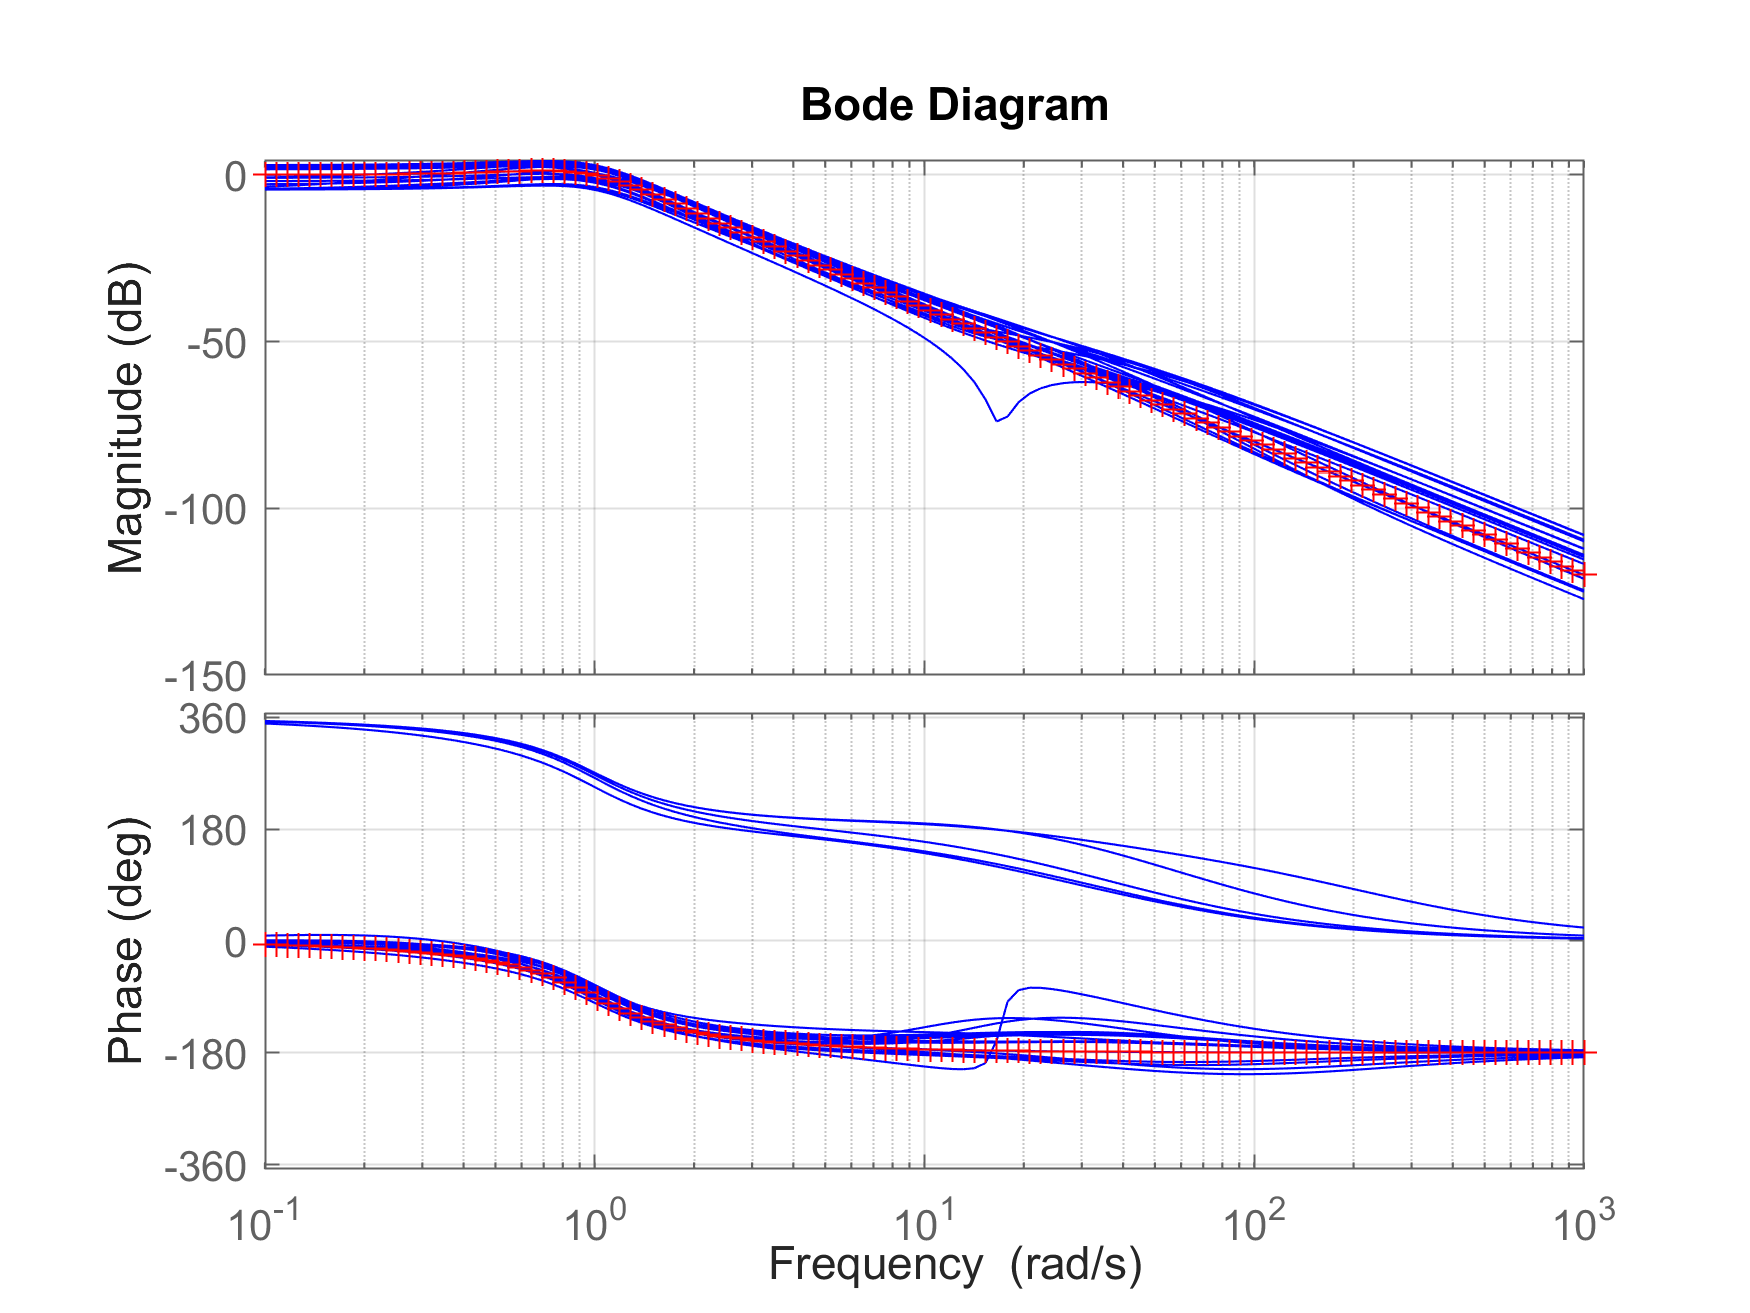 Bode Diagram
Magnitude (dB)
0
-50
-100
-150
Phase (deg)
360
180
0
-180
-360
10^-1 10^0 10^1 10^2 10^3
Frequency (rad/s)